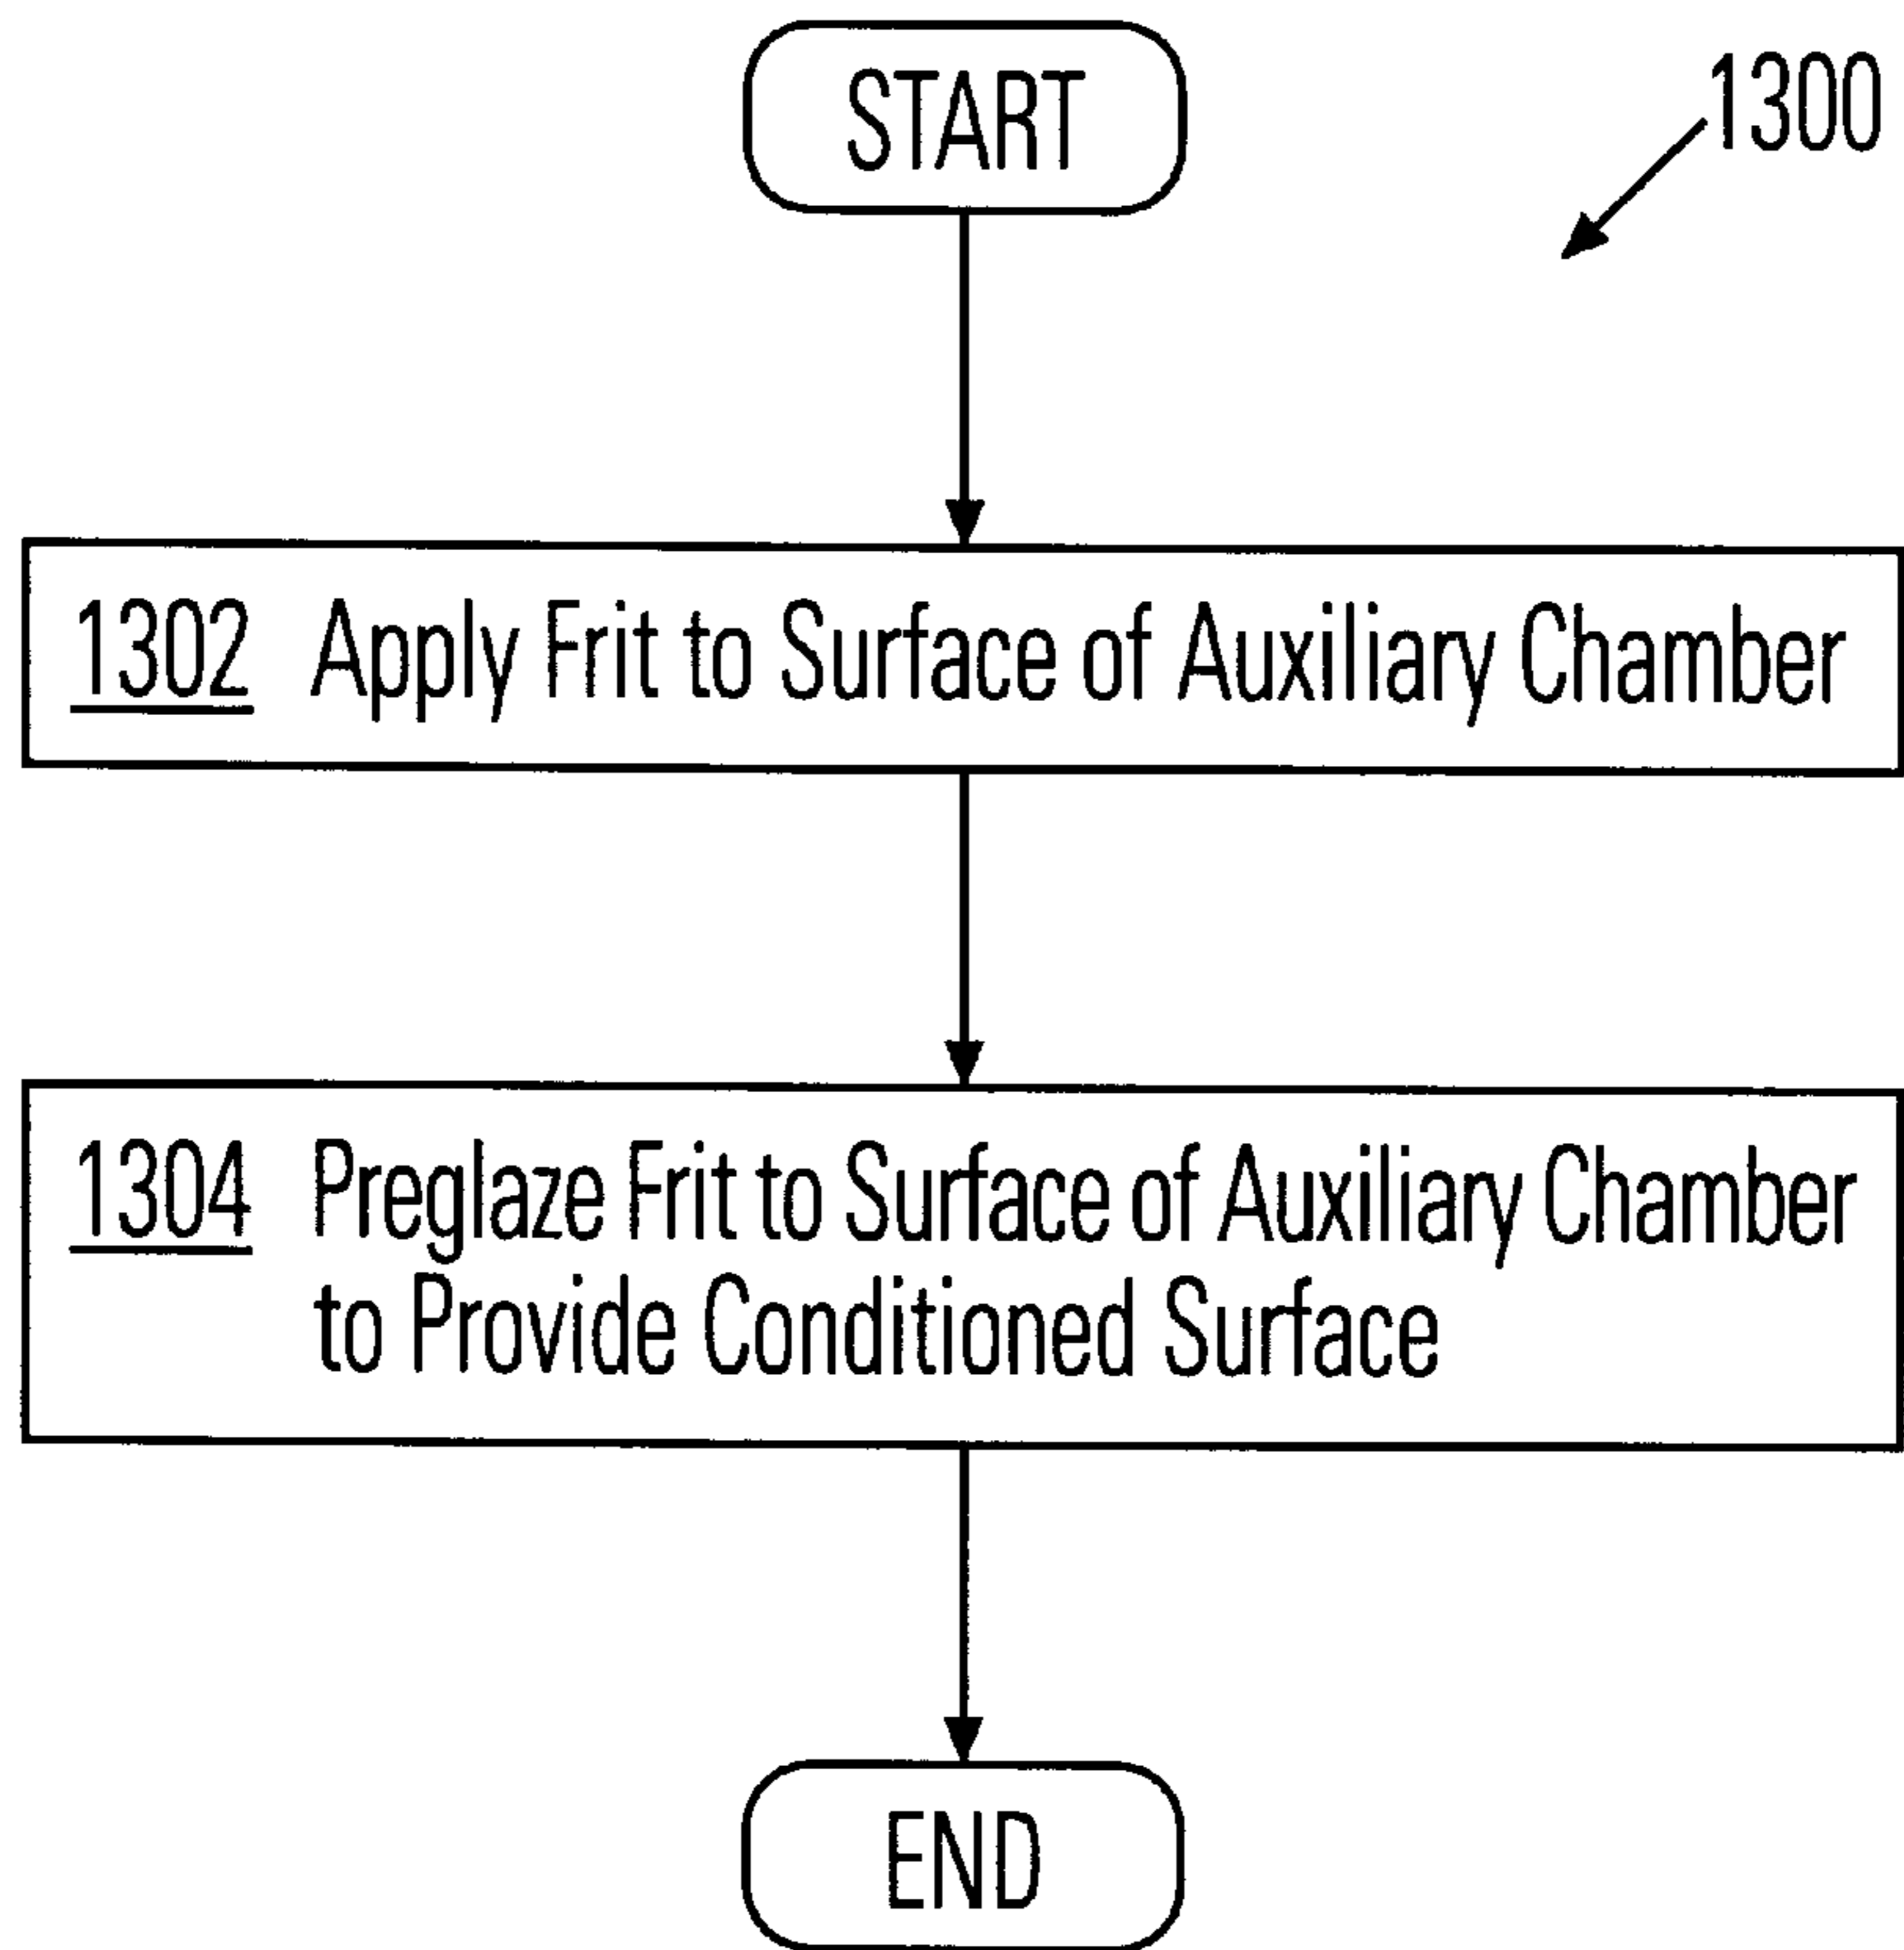 START
1300
1302 Apply Frit to Surface of Auxiliary Chamber
1304 Preglaze Frit to Surface of Auxiliary Chamber
to Provide Conditioned Surface
END